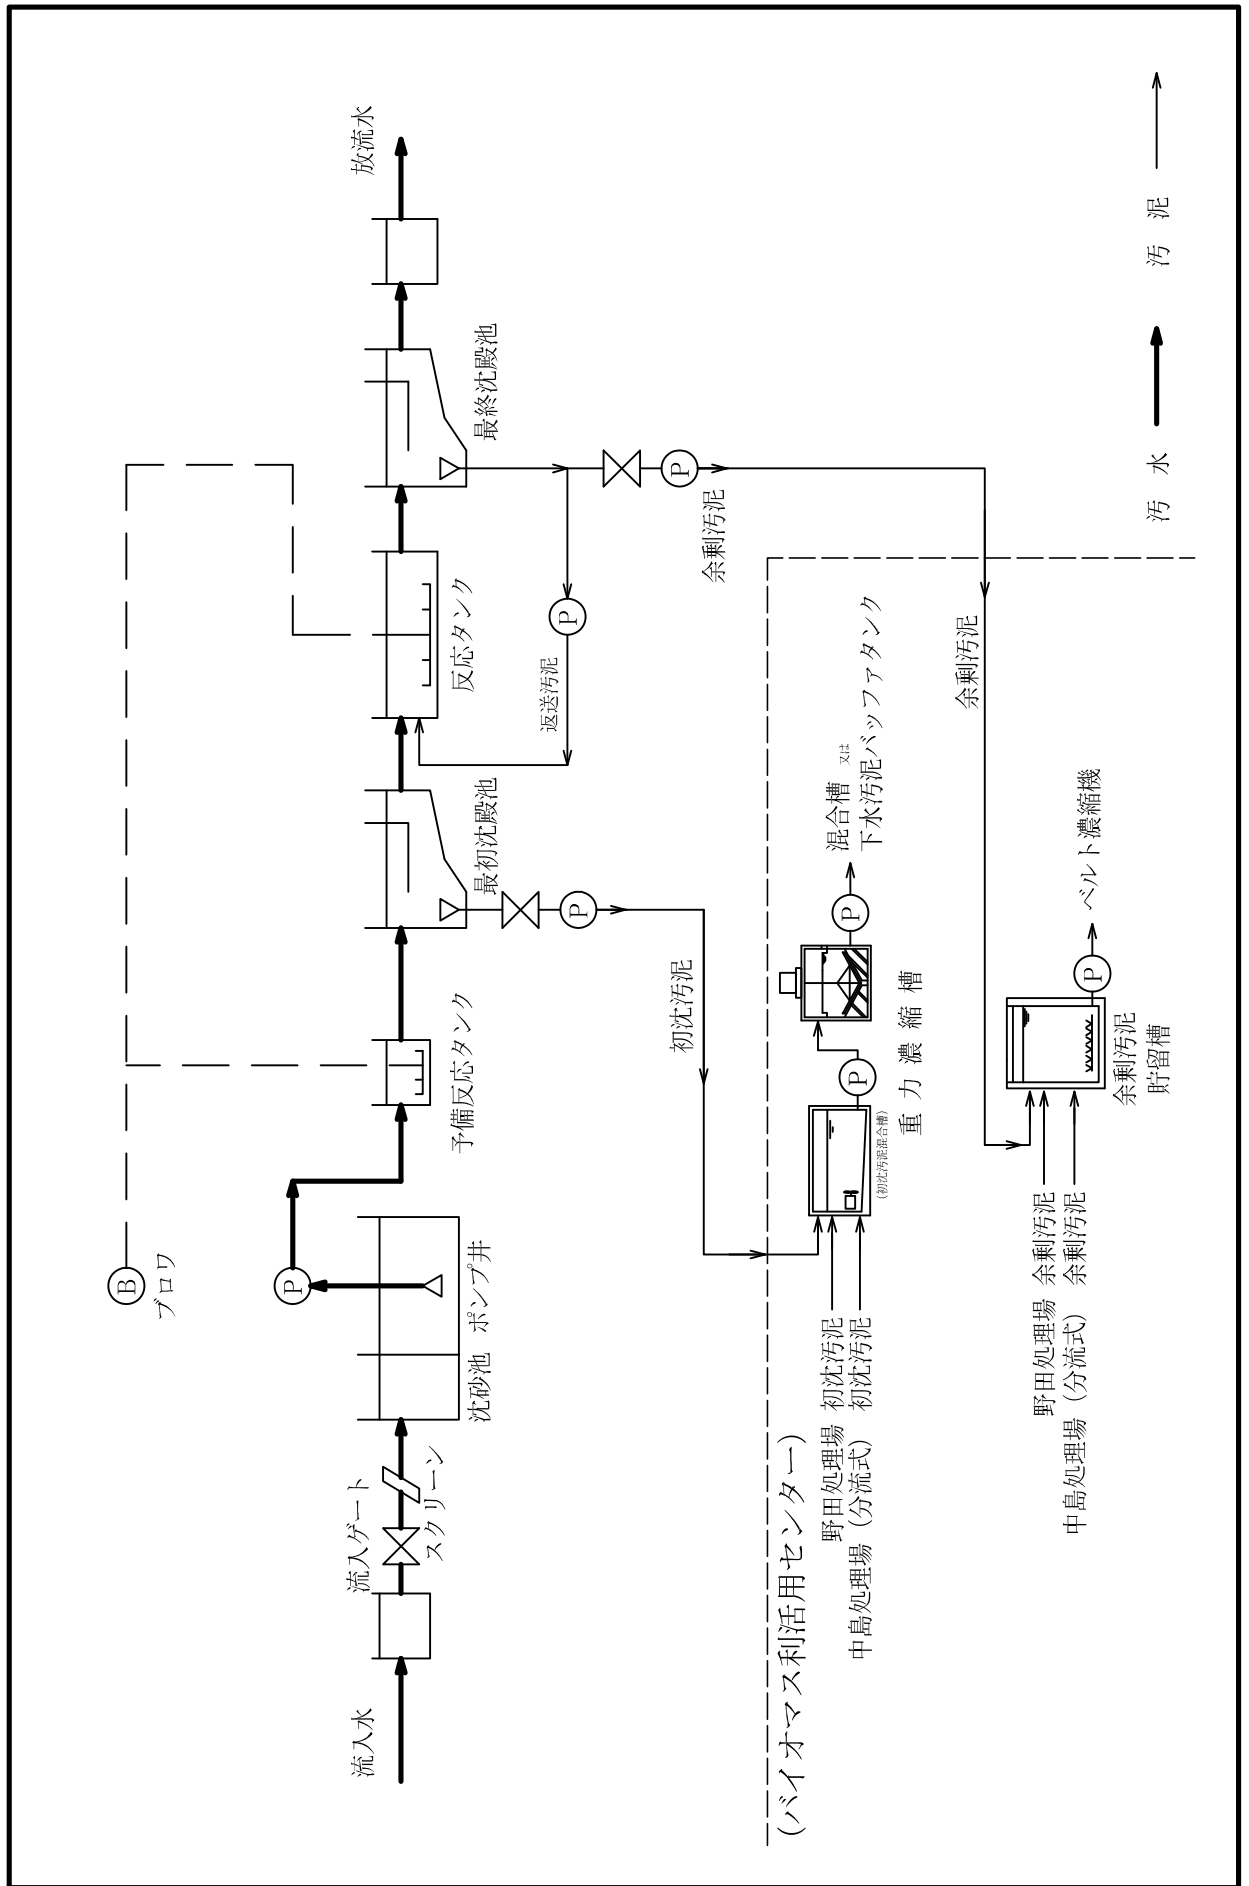 流入水
流入ゲート
スクリーン
沈砂池
ポンプ井
P
B
ブロワ
予備反応タンク
最初沈殿池
反応タンク
最終沈殿池
放流水
P
返送汚泥
P
P
余剰汚泥
初沈汚泥
余剰汚泥
(バイオマス利活用センター)
野田処理場 初沈汚泥
中島処理場 (分流式) 初沈汚泥
(初沈汚泥混合槽)
P
重力濃縮槽
P
混合槽 又は
下水汚泥バッファタンク
野田処理場 余剰汚泥
中島処理場 (分流式) 余剰汚泥
余剰汚泥
貯留槽
P
ベルト濃縮機
汚水
汚泥